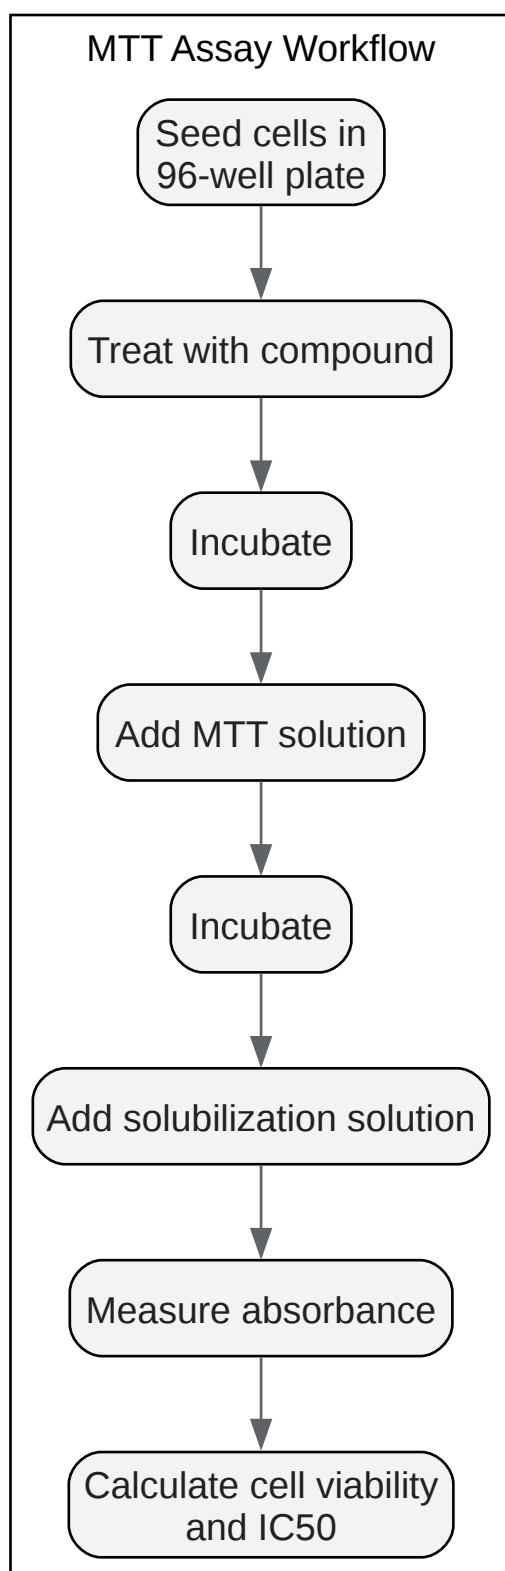 MTT Assay Workflow
Seed cells in
96-well plate
Treat with compound
Incubate
Add MTT solution
Incubate
Add solubilization solution
Measure absorbance
Calculate cell viability
and IC50